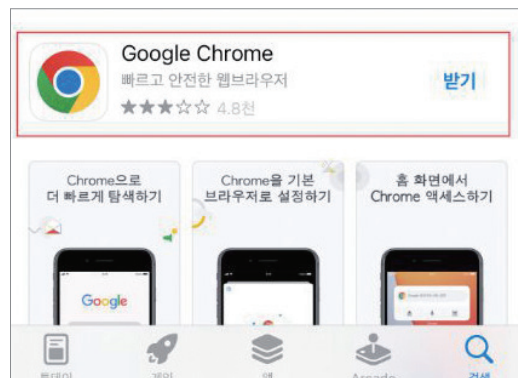 Google Chrome
빠르고 안전한 웹브라우저
4.8천
받기
Chrome으로
더 빠르게 탐색하기
Chrome을 기본
브라우저로 설정하기
홈 화면에서
Chrome 액세스하기
Google